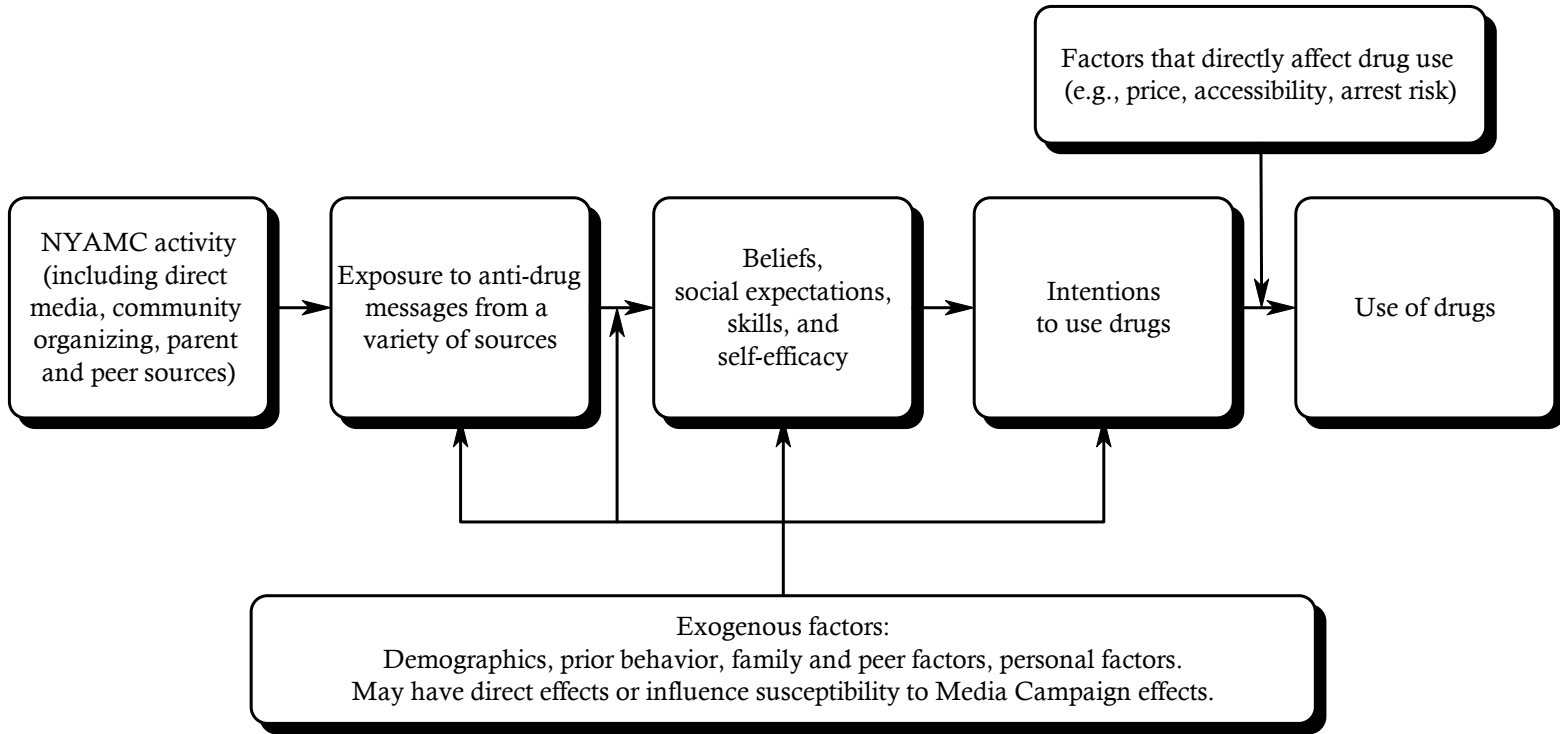 Factors that directly affect drug use
(e.g., price, accessibility, arrest risk)
NYAMC activity
(including direct
media, community
organizing, parent
and peer sources)
Exposure to anti-drug
messages from a
variety of sources
Beliefs,
social expectations,
skills, and
self-efficacy
Intentions
to use drugs
Use of drugs
Exogenous factors:
Demographics, prior behavior, family and peer factors, personal factors.
May have direct effects or influence susceptibility to Media Campaign effects.